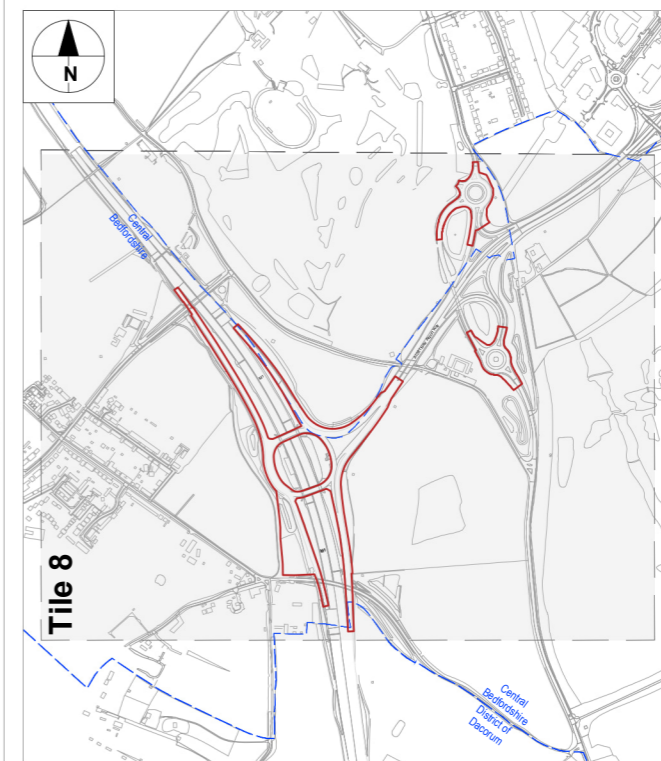 N
Central
Bedfordshire
Tile 8
Central
Bedfordshire
District of
Dacorum